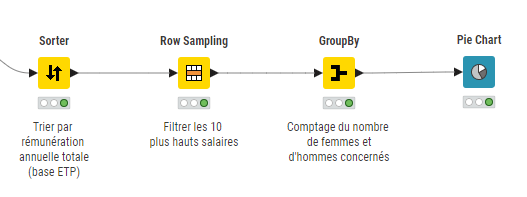 Sorter
Row Sampling
GroupBy
Pie Chart
Trier par
rémunération
annuelle totale
(base ETP)
Filtrer les 10
plus hauts salaires
Comptage du nombre
de femmes et
d'hommes concernés